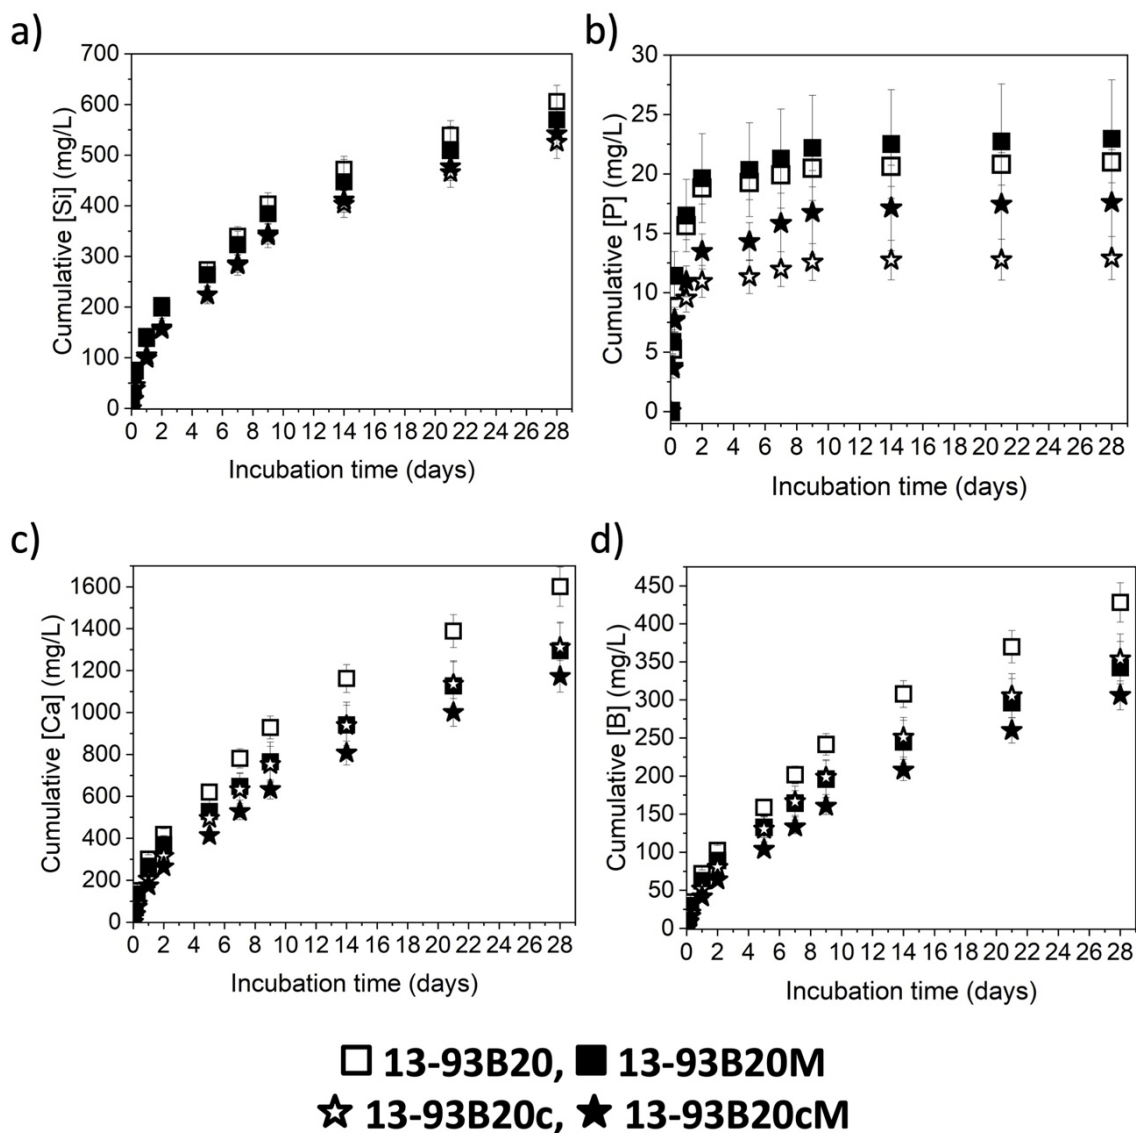 a)
700
600
500
400
300
200
100
0
Cumulative [Si] (mg/L)
0 2 4 6 8 10 12 14 16 18 20 22 24 26 28
Incubation time (days)
b)
30
25
20
15
10
5
0
Cumulative [P] (mg/L)
0 2 4 6 8 10 12 14 16 18 20 22 24 26 28
Incubation time (days)
c)
1600
1400
1200
1000
800
600
400
200
0
Cumulative [Ca] (mg/L)
0 2 4 6 8 10 12 14 16 18 20 22 24 26 28
Incubation time (days)
d)
450
400
350
300
250
200
150
100
50
0
Cumulative [B] (mg/L)
0 2 4 6 8 10 12 14 16 18 20 22 24 26 28
Incubation time (days)
13-93B20, 13-93B20M
13-93B20c, 13-93B20cM